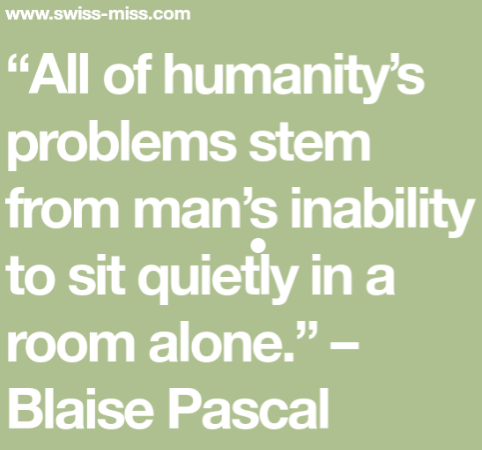 www.swiss-miss.com
“All of humanity’s
problems stem
from man’s inability
to sit quietly in a
room alone.” –
Blaise Pascal